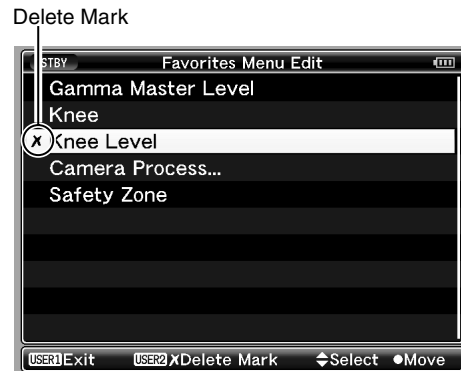 Delete Mark
STBY Favorites Menu Edit
Gamma Master Level
Knee
✗ Knee Level
Camera Process...
Safety Zone
USER1 Exit USER2 ✗Delete Mark ♦Select ●Move